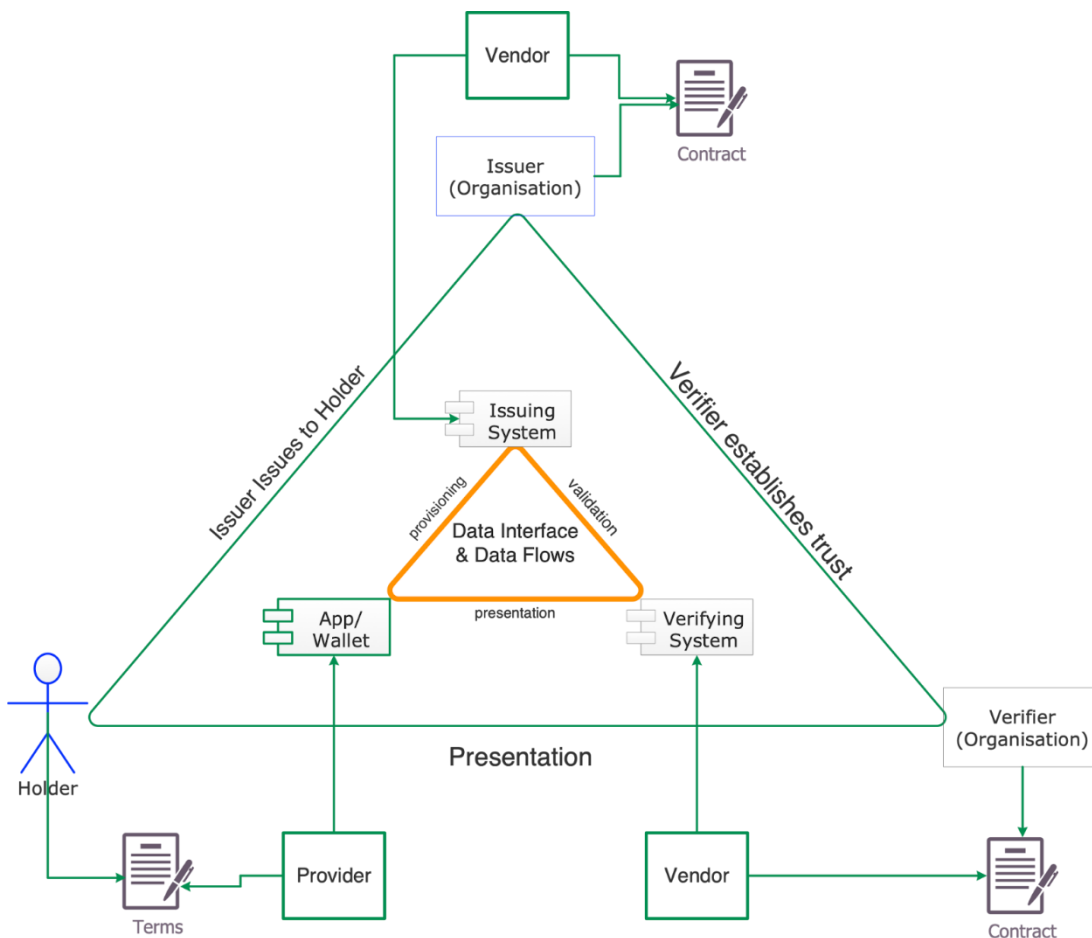 Vendor
Contract
Issuer
(Organisation)
Issuer Issues to Holder
Verifier establishes trust
Issuing
System
provisioning
validation
Data Interface
& Data Flows
presentation
App/
Wallet
Verifying
System
Holder
Presentation
Verifier
(Organisation)
Terms
Provider
Vendor
Contract